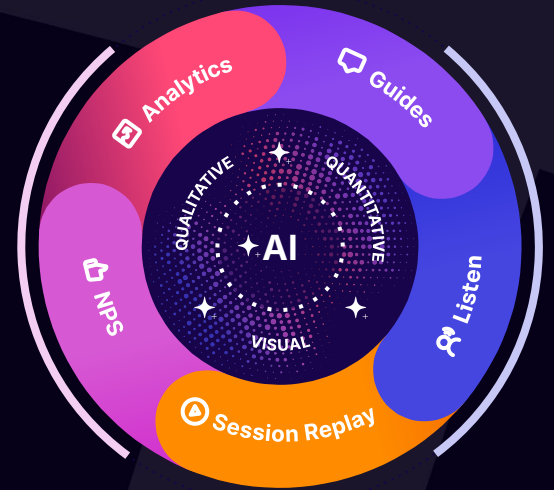 Analytics
Guides
Listen
Session Replay
NPS
QUALITATIVE
QUANTITATIVE
VISUAL
AI